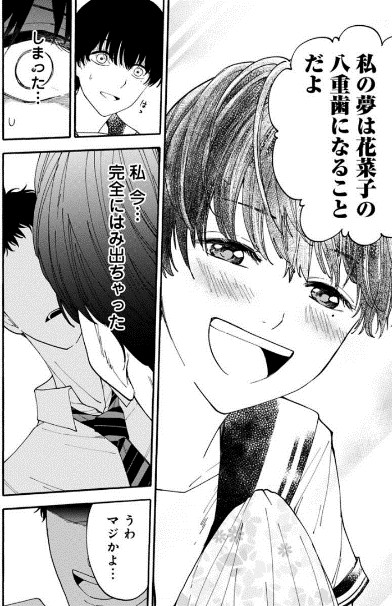 私の夢は花菜子の
八重歯になること
だよ
はっ
しまった…
私 今…
完全にはみ出ちゃった
うわ
マジかよ…